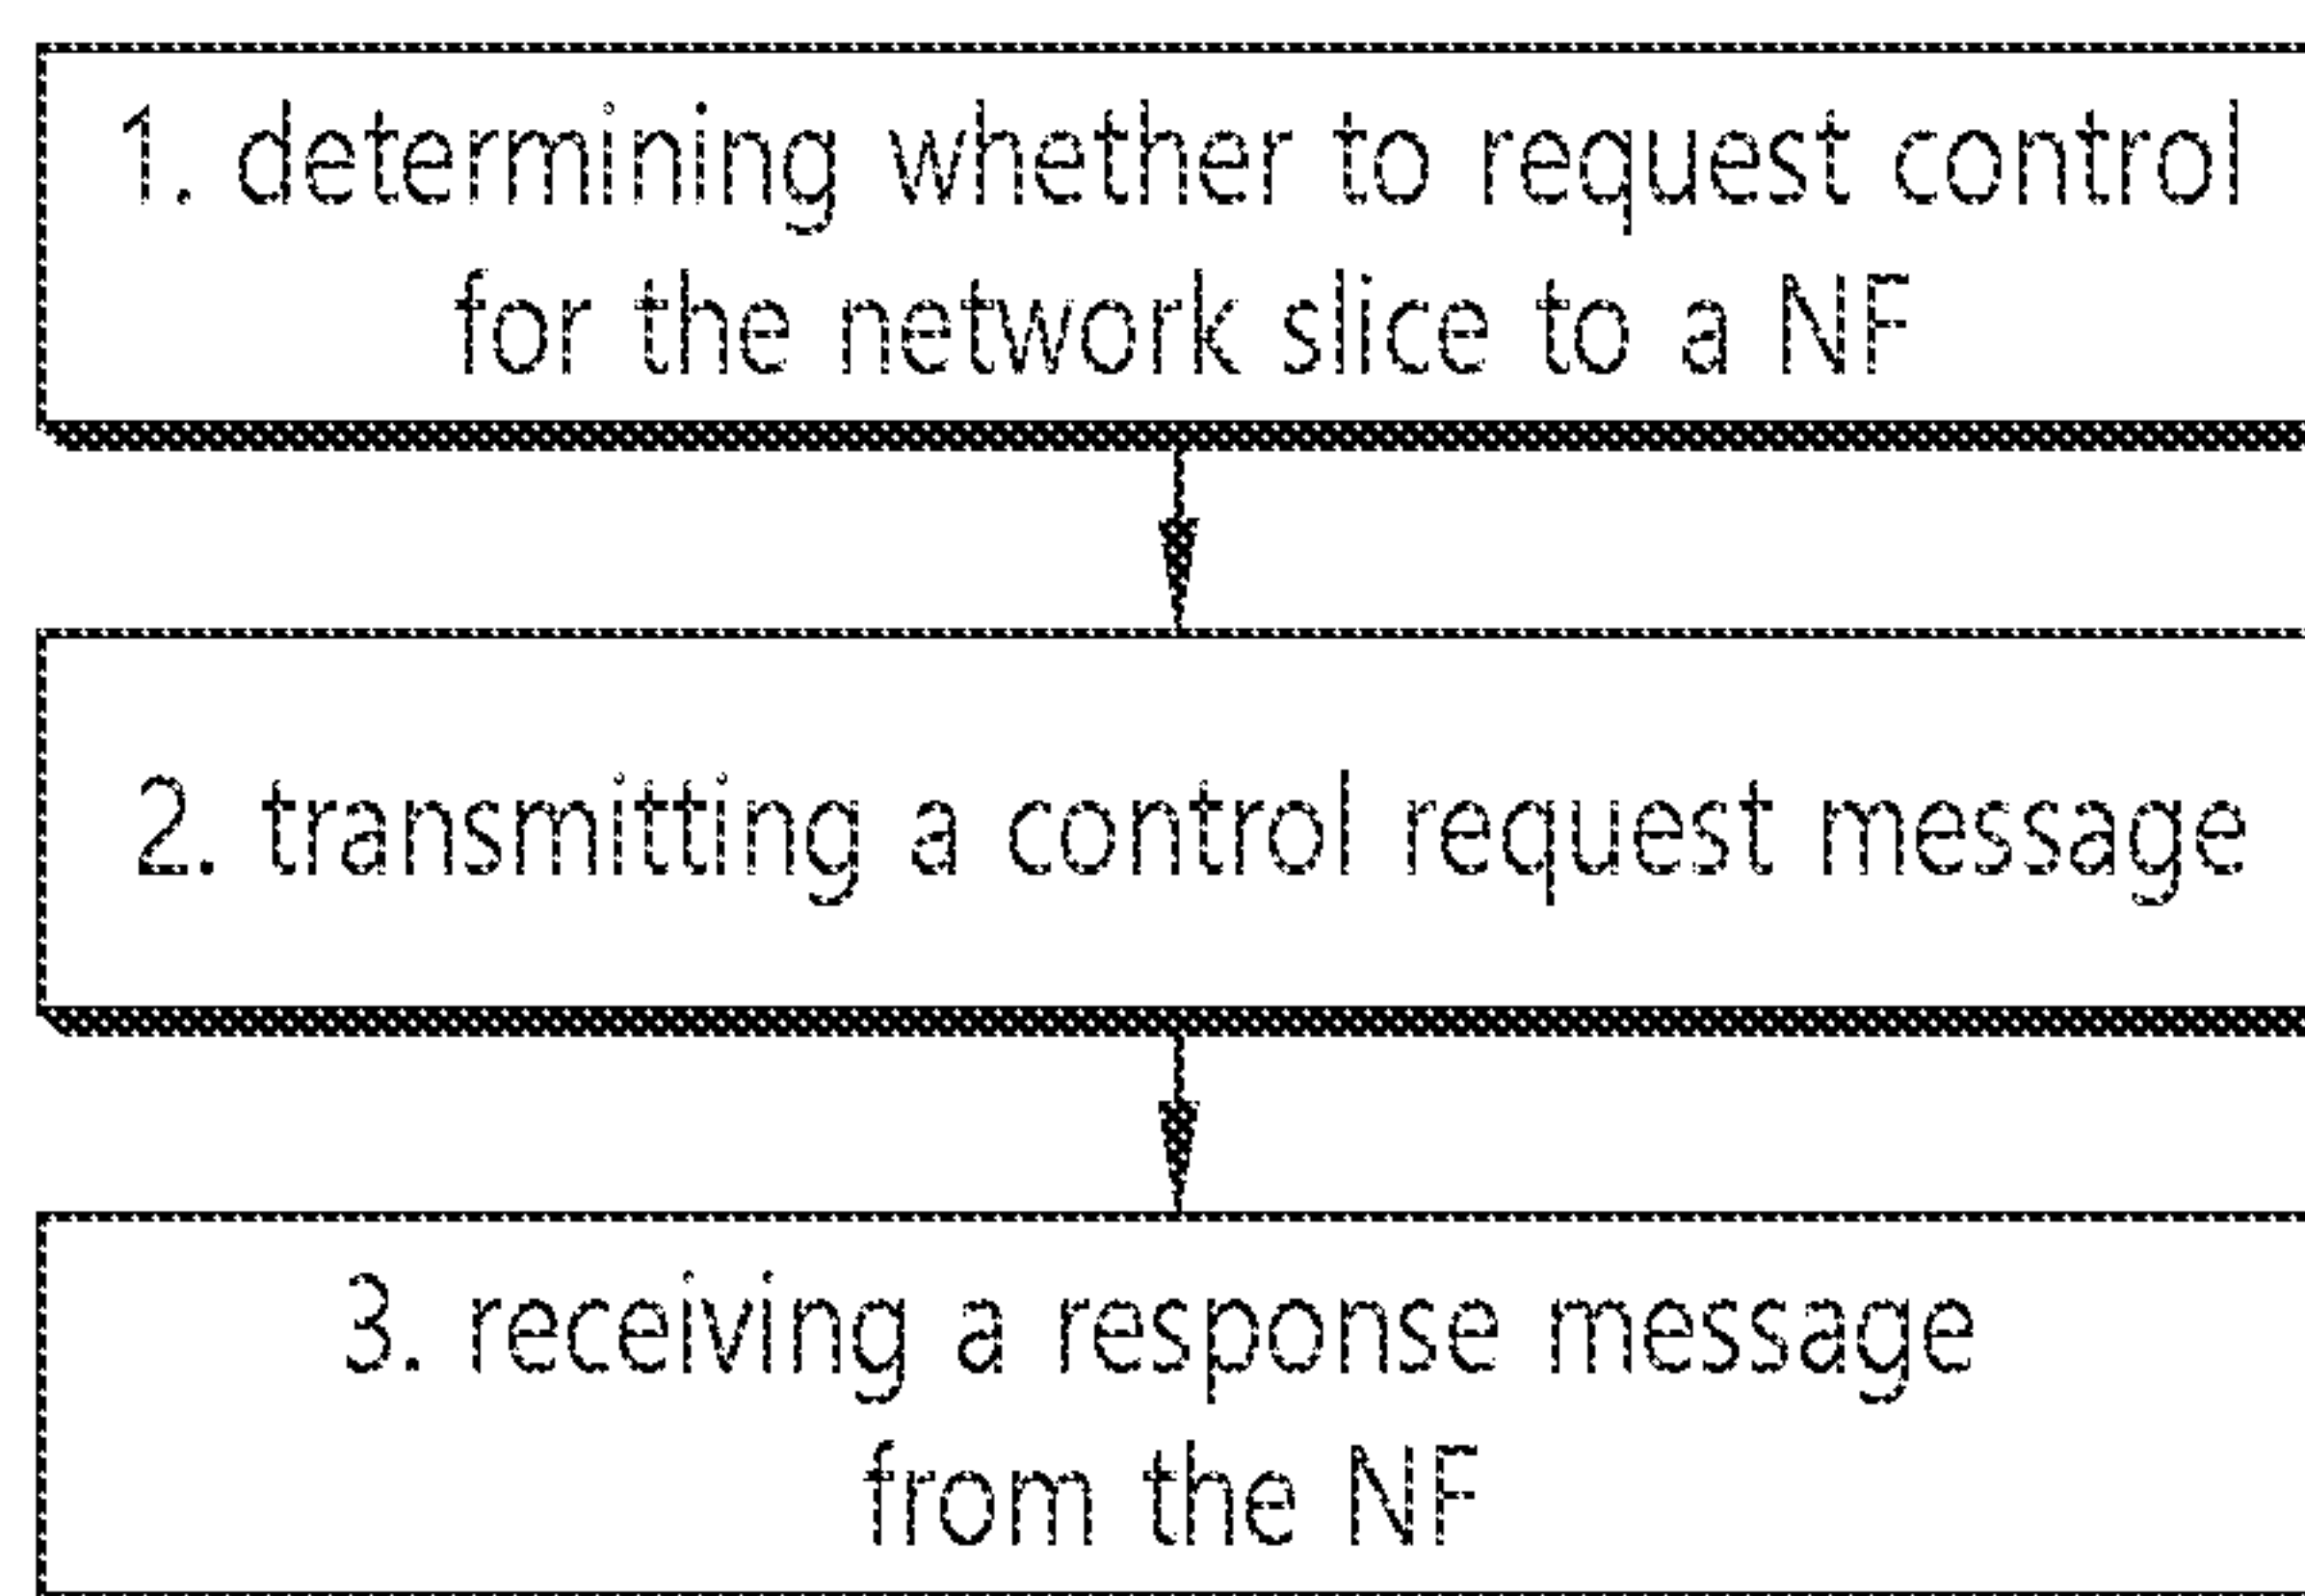 1. determining whether to request control
for the network slice to a NF
2. transmitting a control request message
3. receiving a response message
from the NF